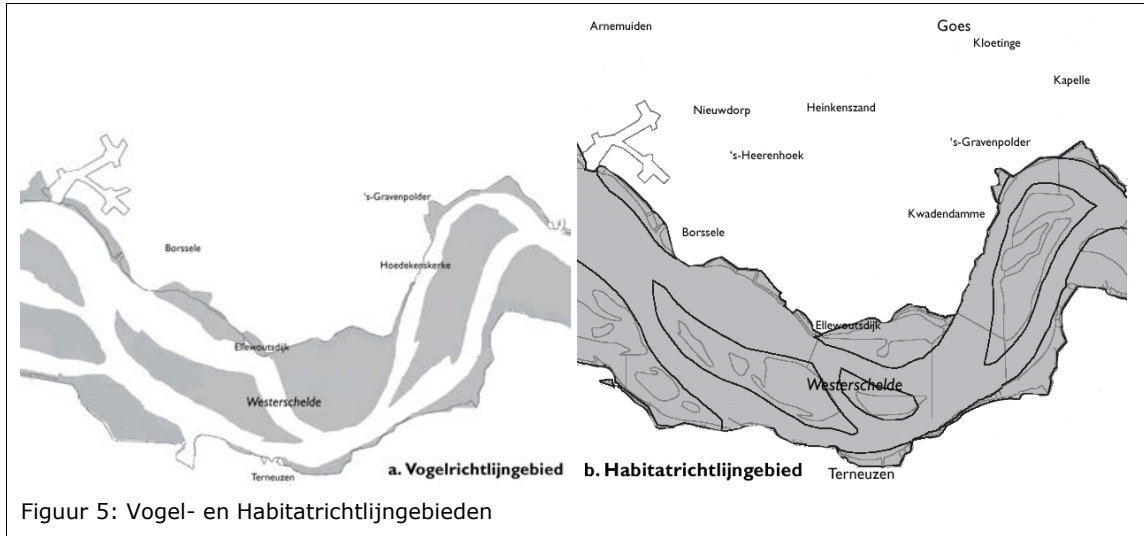 's-Gravenpolder
Borssele
Hoedekenskerke
Ellewoutsdijk
Westerschelde
a. Vogelrichtlijngebied
Terneuzen
Arnemuiden
Goes
Kloetinge
Kapelle
Nieuwdorp
Heinkenszand
's-Heerenhoek
's-Gravenpolder
Kwadendamme
Borssele
Ellewoutsdijk
Westerschelde
b. Habitatrichtlijngebied
Terneuzen
Figuur 5: Vogel- en Habitatrichtlijngebieden